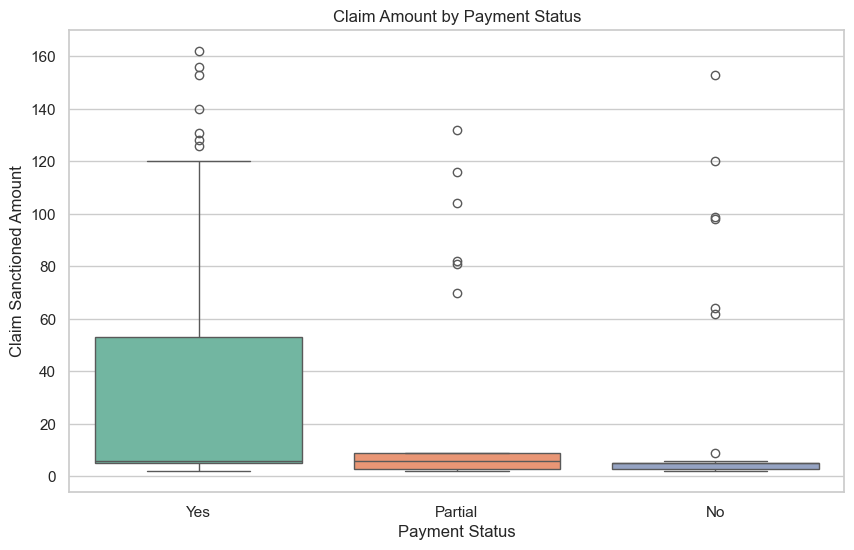 Claim Amount by Payment Status
Claim Sanctioned Amount
160
140
120
100
80
60
40
20
0
Yes Partial No
Payment Status